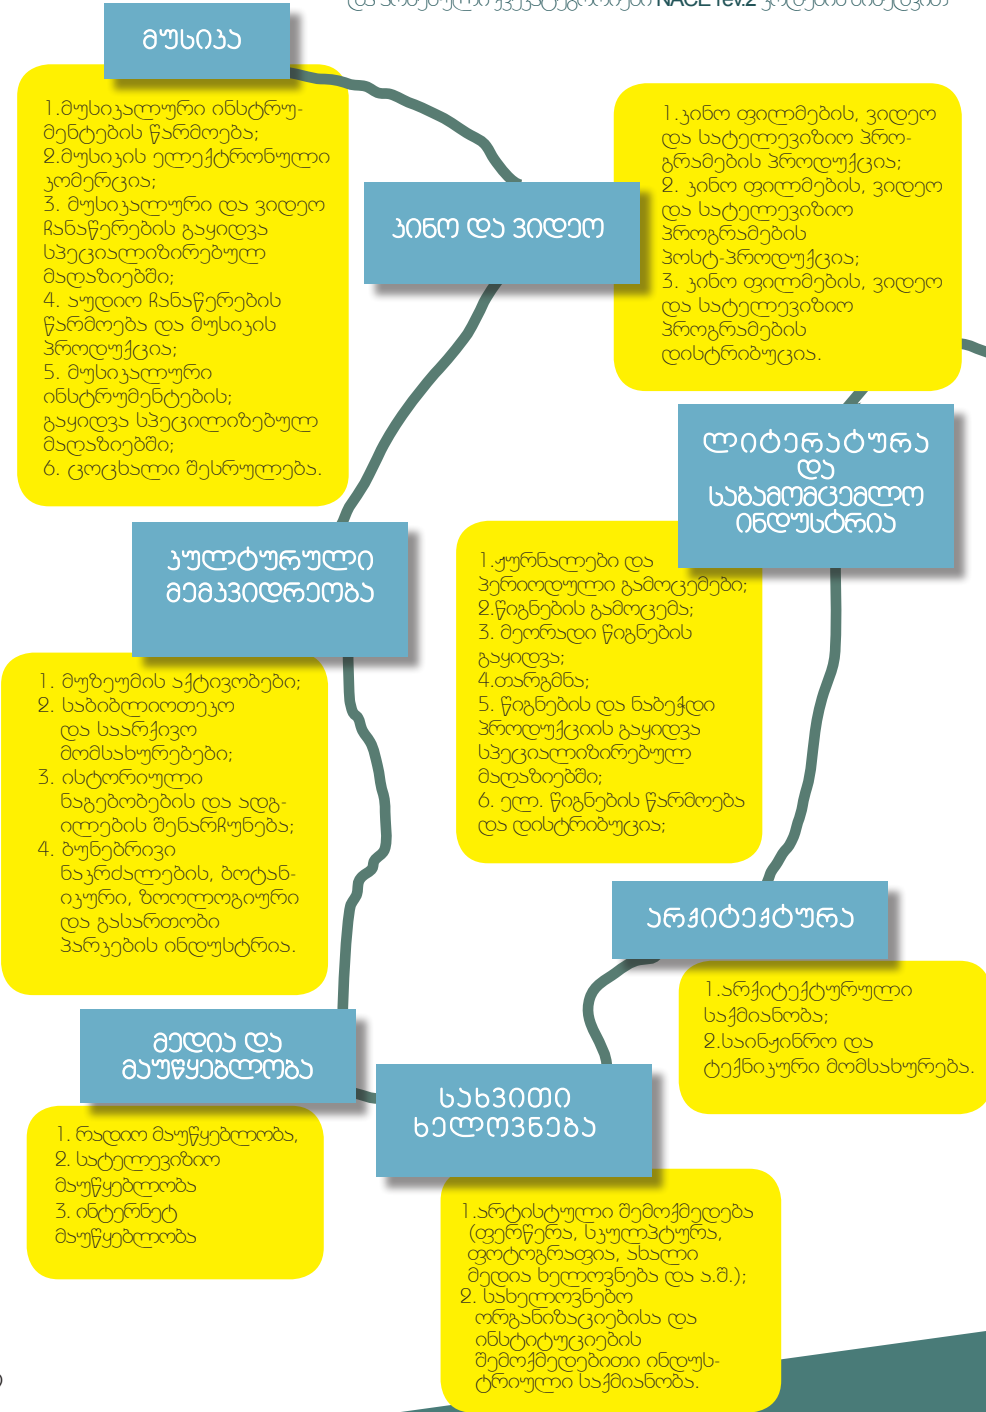 და არსებული ქვეკატეგორიები NACE rev.2 კოდების მიხედვით
მუსიკა
1.მუსიკალური ინსტრუ-
მენტების წარმოება;
2.მუსიკის ელექტრონული
კომერცია;
3. მუსიკალური და ვიდეო
ჩანაწერების გაყიდვა
სპეციალიზირებულ
მაღაზიებში;
4. აუდიო ჩანაწერების
წარმოება და მუსიკის
პროდუქცია;
5. მუსიკალური
ინსტრუმენტების;
გაყიდვა სპეცილიზებულ
მაღაზიებში;
6. ცოცხალი შესრულება.
კინო და ვიდეო
1.კინო ფილმების, ვიდეო
და სატელევიზიო პრო-
გრამების პროდუქცია;
2. კინო ფილმების, ვიდეო
და სატელევიზიო
პროგრამების
პოსტ-პროდუქცია;
3. კინო ფილმების, ვიდეო
და სატელევიზიო
პროგრამების
დისტრიბუცია.
ლიტერატურა
და
საგამომცემლო
ინდუსტრია
1.ჟურნალები და
პერიოდული გამოცემები;
2.წიგნების გამოცემა;
3. მეორადი წიგნების
გაყიდვა;
4.თარგმნა;
5. წიგნების და ნაბეჭდი
პროდუქციის გაყიდვა
სპეციალიზირებულ
მაღაზიებში;
6. ელ. წიგნების წარმოება
და დისტრიბუცია;
კულტურული
მემკვიდრეობა
1. მუზეუმის აქტივობები;
2. საბიბლიოთეკო
და საარქივო
მომსახურებები;
3. ისტორიული
ნაგებობების და ადგ-
ილების შენარჩუნება;
4. ბუნებრივი
ნაკრძალების, ბოტან-
იკური, ზოოლოგიური
და გასართობი
პარკების ინდუსტრია.
არქიტექტურა
1.არქიტექტურული
საქმიანობა;
2.საინჟინრო და
ტექნიკური მომსახურება.
მედია და
მაუწყებლობა
1. რადიო მაუწყებლობა,
2. სატელევიზიო
მაუწყებლობა
3. ინტერნეტ
მაუწყებლობა
სახვითი
ხელოვნება
1.არტისტული შემოქმედება
(ფერწერა, სკულპტურა,
ფოტოგრაფია, ახალი
მედია ხელოვნება და ა.შ.);
2. სახელოვნებო
ორგანიზაციებისა და
ინსტიტუციების
შემოქმედებითი ინდუს-
ტრიული საქმიანობა.